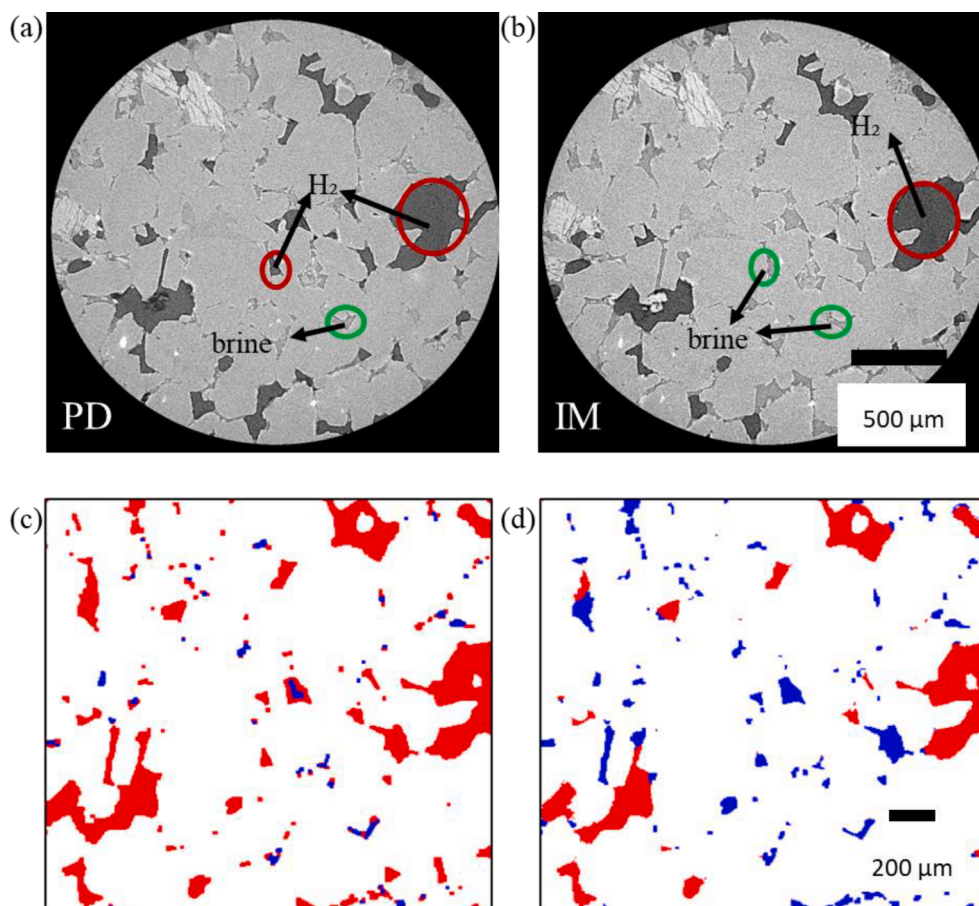 (a)
(b)
H₂
H₂
brine
brine
PD
IM
500 µm
(c)
(d)
200 µm